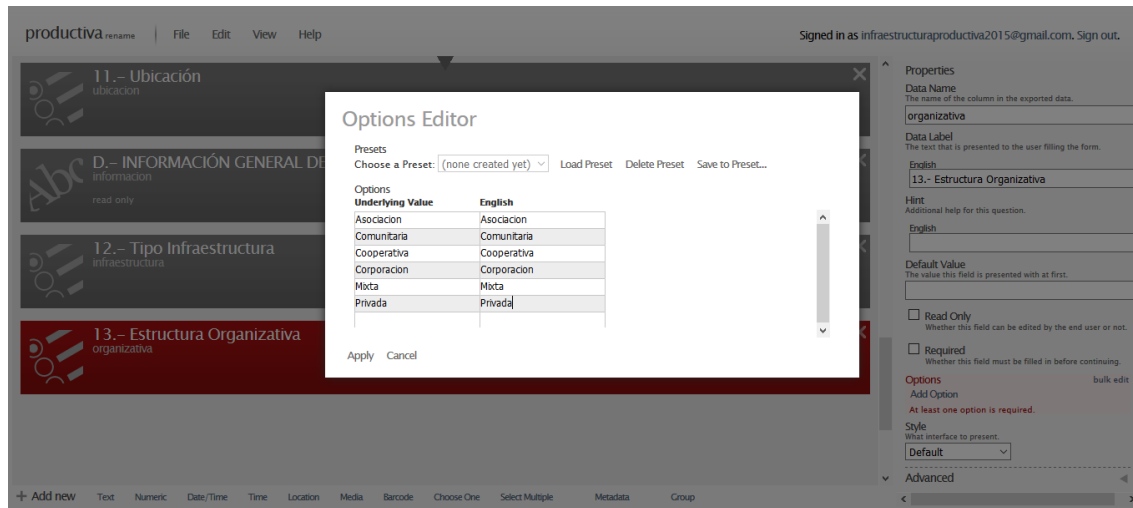 productiva rename File Edit View Help Signed in as infraestructuraproductiva2015@gmail.com. Sign out.
11.– Ubicación
ubicacion
D.– INFORMACIÓN GENERAL DE
informacion
read only
12.– Tipo Infraestructura
infraestructura
13.– Estructura Organizativa
organizativa
Options Editor
Presets
Choose a Preset: (none created yet) Load Preset Delete Preset Save to Preset...
Options
Underlying Value English
Asociacion Asociacion
Comunitaria Comunitaria
Cooperativa Cooperativa
Corporacion Corporacion
Mixta Mixta
Privada Privada
Apply Cancel
Properties
Data Name
The name of the column in the exported data.
organizativa
Data Label
The text that is presented to the user filling the form.
English
13.- Estructura Organizativa
Hint
Additional help for this question.
English
Default Value
The value this field is presented with at first.
Read Only
Whether this field can be edited by the end user or not.
Required
Whether this field must be filled in before continuing.
Options bulk edit
Add Option
At least one option is required.
Style
What interface to present.
Default
Advanced
+ Add new Text Numeric Date/Time Time Location Media Barcode Choose One Select Multiple Metadata Group